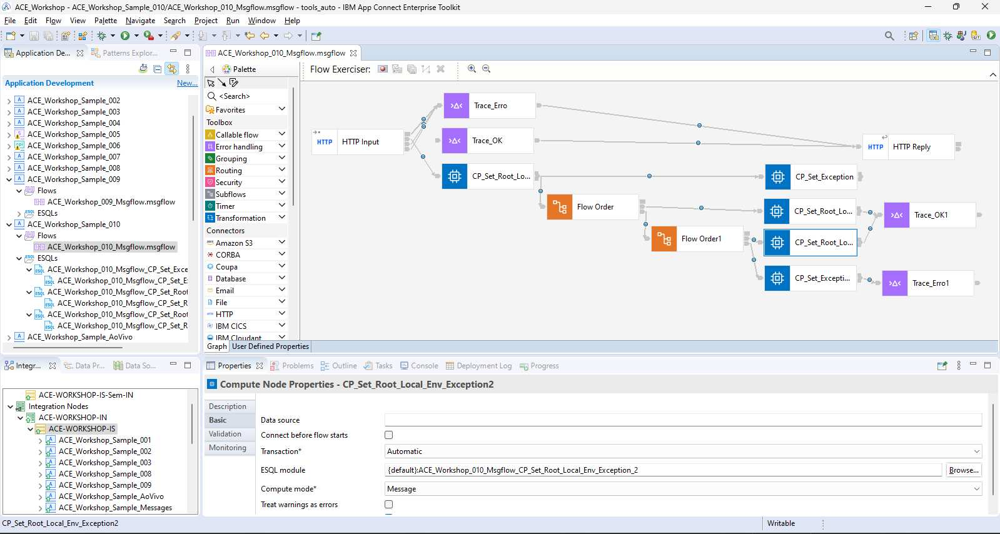 ACE_Workshop - ACE_Workshop_Sample_010/ACE_Workshop_010_Msgflow.msgflow - tools_auto - IBM App Connect Enterprise Toolkit
File Edit Flow View Palette Navigate Search Project Run Window Help
Application De... Patterns Explor...
Application Development New...
ACE_Workshop_Sample_002
ACE_Workshop_Sample_003
ACE_Workshop_Sample_004
ACE_Workshop_Sample_005
ACE_Workshop_Sample_006
ACE_Workshop_Sample_007
ACE_Workshop_Sample_008
ACE_Workshop_Sample_009
Flows
ACE_Workshop_009_Msgflow.msgflow
ESQLs
ACE_Workshop_Sample_010
Flows
ACE_Workshop_010_Msgflow.msgflow
ESQLs
ACE_Workshop_010_Msgflow_CP_Set_Exce
ACE_Workshop_010_Msgflow_CP_Set_E
ACE_Workshop_010_Msgflow_CP_Set_Root
ACE_Workshop_010_Msgflow_CP_Set_R
ACE_Workshop_010_Msgflow_CP_Set_Root
ACE_Workshop_010_Msgflow_CP_Set_R
ACE_Workshop_Sample_AoVivo
ACE_Workshop_010_Msgflow.msgflow
Palette
<Search>
Favorites
Toolbox
Callable flow
Error handling
Grouping
Routing
Security
Subflows
Timer
Transformation
Connectors
Amazon S3
CORBA
Coupa
Database
Email
File
HTTP
IBM CICS
IBM Cloudant
Graph User Defined Properties
Flow Exerciser:
Trace_Erro
HTTP HTTP Input
Trace_OK
HTTP HTTP Reply
CP_Set_Root_Lo...
CP_Set_Exception
Flow Order
CP_Set_Root_Lo...
Trace_OK1
Flow Order1
CP_Set_Root_Lo...
CP_Set_Excepti...
Trace_Erro1
Integr... Data Pr... Data So...
ACE-WORKSHOP-IS-Sem-IN
Integration Nodes
ACE-WORKSHOP-IN
ACE-WORKSHOP-IS
ACE_Workshop_Sample_001
ACE_Workshop_Sample_002
ACE_Workshop_Sample_003
ACE_Workshop_Sample_008
ACE_Workshop_Sample_009
ACE_Workshop_Sample_AoVivo
ACE_Workshop_Sample_Messages
Properties Problems Outline Tasks Console Deployment Log Progress
Compute Node Properties - CP_Set_Root_Local_Env_Exception2
Description
Basic
Validation
Monitoring
Data source
Connect before flow starts
Transaction* Automatic
ESQL module {default}:ACE_Workshop_010_Msgflow_CP_Set_Root_Local_Env_Exception_2 Browse...
Compute mode* Message
Treat warnings as errors
CP_Set_Root_Local_Env_Exception2 Writable